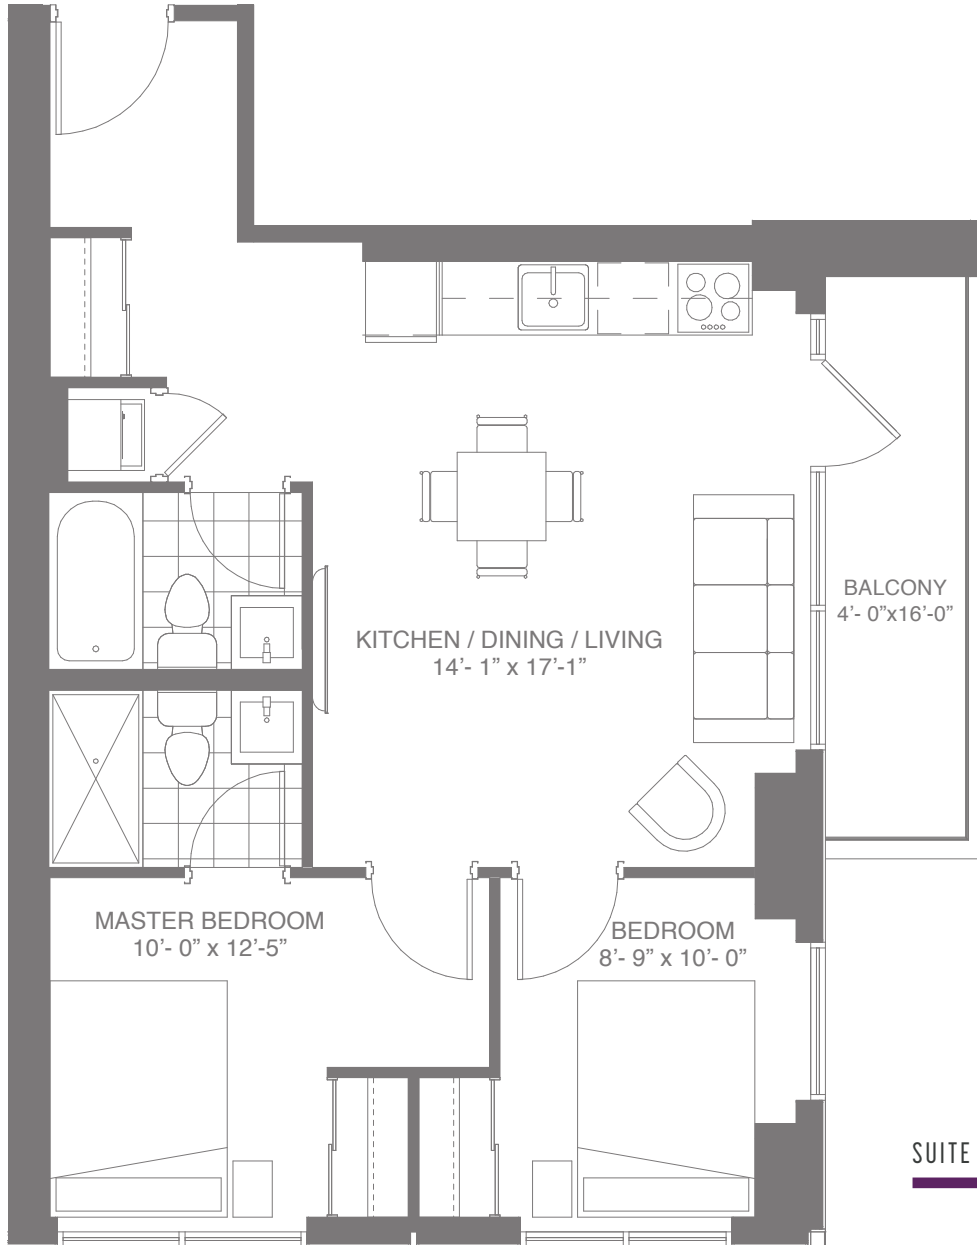 BALCONY
4'- 0”x16'-0”
KITCHEN / DINING / LIVING
14'- 1” x 17'-1”
MASTER BEDROOM
10'- 0” x 12'-5”
BEDROOM
8'- 9” x 10'- 0”
SUITE